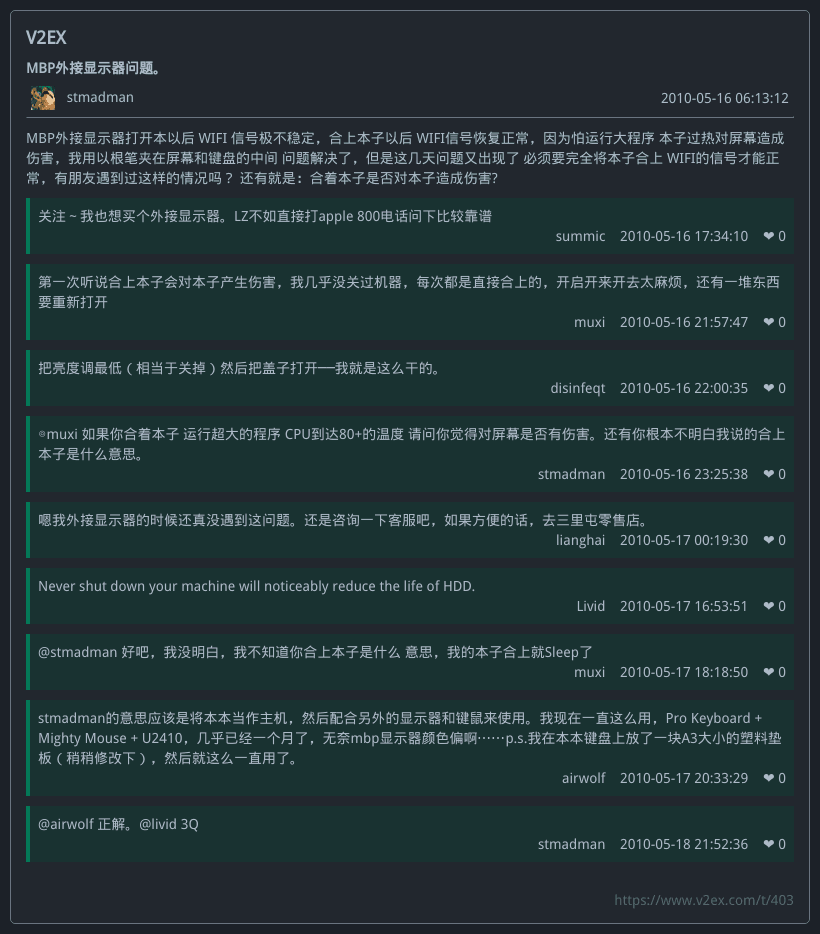 V2EX
MBP外接显示器问题。
stmadman 2010-05-16 06:13:12
MBP外接显示器打开本以后 WIFI 信号极不稳定，合上本子以后 WIFI信号恢复正常，因为怕运行大程序 本子过热对屏幕造成
伤害，我用以根笔夹在屏幕和键盘的中间 问题解决了，但是这几天问题又出现了 必须要完全将本子合上 WIFI的信号才能正
常，有朋友遇到过这样的情况吗？ 还有就是：合着本子是否对本子造成伤害?
关注 ~ 我也想买个外接显示器。LZ不如直接打apple 800电话问下比较靠谱
summic 2010-05-16 17:34:10 ❤ 0
第一次听说合上本子会对本子产生伤害，我几乎没关过机器，每次都是直接合上的，开启开来开去太麻烦，还有一堆东西
要重新打开
muxi 2010-05-16 21:57:47 ❤ 0
把亮度调最低（相当于关掉）然后把盖子打开──我就是这么干的。
disinfeqt 2010-05-16 22:00:35 ❤ 0
◎muxi 如果你合着本子 运行超大的程序 CPU到达80+的温度 请问你觉得对屏幕是否有伤害。还有你根本不明白我说的合上
本子是什么意思。
stmadman 2010-05-16 23:25:38 ❤ 0
嗯我外接显示器的时候还真没遇到这问题。还是咨询一下客服吧，如果方便的话，去三里屯零售店。
lianghai 2010-05-17 00:19:30 ❤ 0
Never shut down your machine will noticeably reduce the life of HDD.
Livid 2010-05-17 16:53:51 ❤ 0
@stmadman 好吧，我没明白，我不知道你合上本子是什么 意思，我的本子合上就Sleep了
muxi 2010-05-17 18:18:50 ❤ 0
stmadman的意思应该是将本本当作主机，然后配合另外的显示器和键鼠来使用。我现在一直这么用，Pro Keyboard +
Mighty Mouse + U2410，几乎已经一个月了，无奈mbp显示器颜色偏啊……p.s.我在本本键盘上放了一块A3大小的塑料垫
板（稍稍修改下），然后就这么一直用了。
airwolf 2010-05-17 20:33:29 ❤ 0
@airwolf 正解。@livid 3Q
stmadman 2010-05-18 21:52:36 ❤ 0
https://www.v2ex.com/t/403